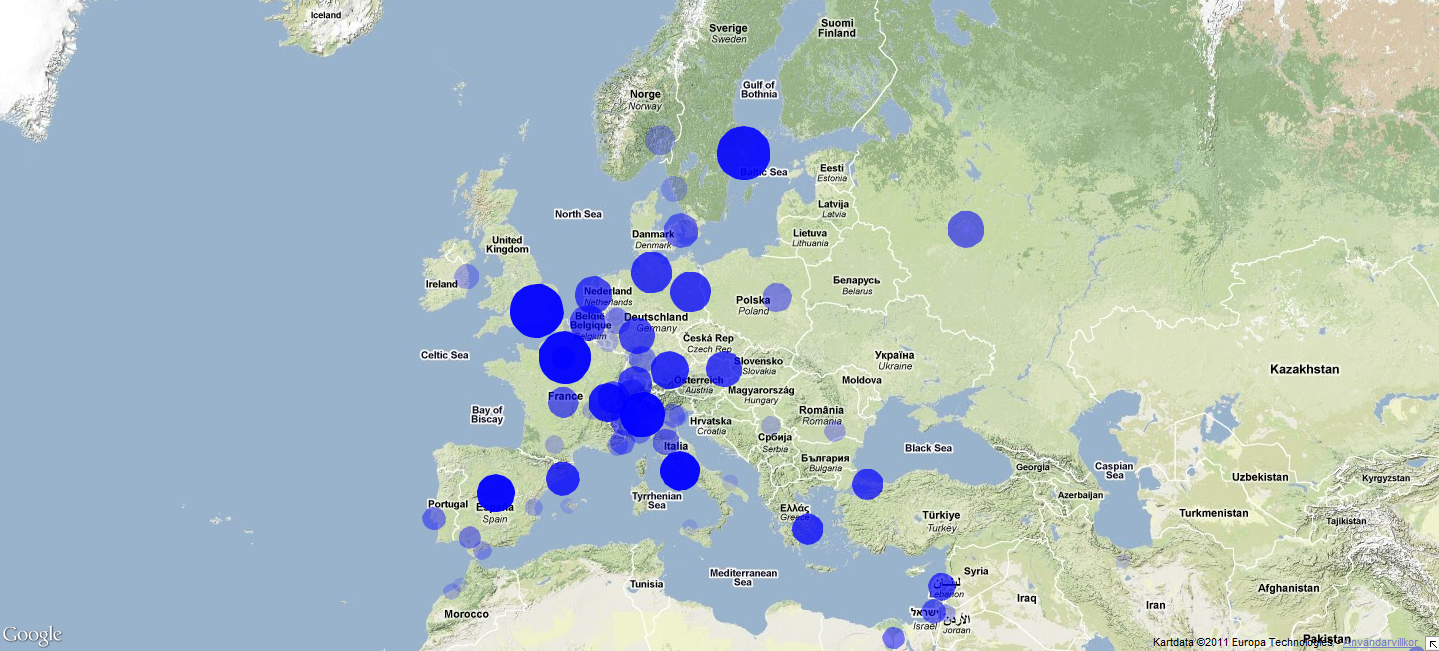 Iceland
Sverige
Sweden
Suomi
Finland
Gulf of
Bothnia
Norge
Norway
Baltic Sea
Eesti
Estonia
Latvija
Latvia
North Sea
Danmark
Denmark
Lietuva
Lithuania
United
Kingdom
Ireland
Nederland
Netherlands
Беларусь
Belarus
Polska
Poland
België
Belgique
Belgium
Deutschland
Germany
Česká Rep
Czech Rep
Celtic Sea
Slovensko
Slovakia
Україна
Ukraine
Kazakhstan
Österreich
Austria
Magyarország
Hungary
Moldova
France
Bay of
Biscay
România
Romania
Hrvatska
Croatia
Србија
Serbia
Italia
Black Sea
България
Bulgaria
Georgia
Caspian
Sea
Uzbekistan
Kyrgyzstan
Azerbaijan
Portugal
España
Spain
Tyrrhenian
Sea
Ελλάς
Greece
Türkiye
Turkey
Turkmenistan
Tajikistan
Mediterranean
Sea
Tunisia
Syria
لبنان
Lebanon
Afghanistan
Iraq
Iran
Morocco
ישראל
Israel
الأردن
Jordan
Pakistan
Google
Kartdata ©2011 Europa Technologies - Användarvillkor